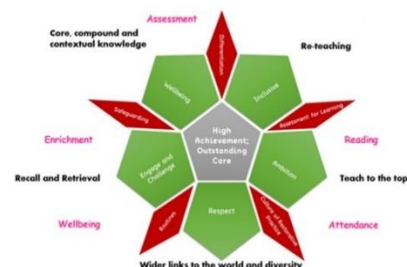 Assessment
Core, compound and
contextual knowledge
Re-teaching
Differentiation
Wellbeing
Inclusive
Safeguarding
Assessment for Learning
High
Achievement;
Outstanding
Care
Enrichment
Reading
Engage and
Challenge
Ambition
Recall and Retrieval
Teach to the top
Routines
Respect
Culture of Restorative
Practice
Wellbeing
Attendance
Wider links to the world and diversity